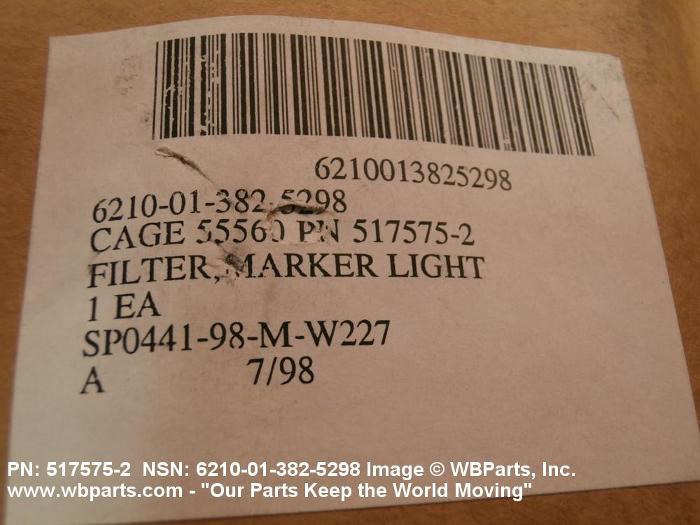 6210013825298
6210-01-382-5298
CAGE 55560 PN 517575-2
FILTER, MARKER LIGHT
1 EA
SP0441-98-M-W227
A 7/98
PN: 517575-2 NSN: 6210-01-382-5298 Image © WBParts, Inc.
www.wbparts.com - "Our Parts Keep the World Moving"